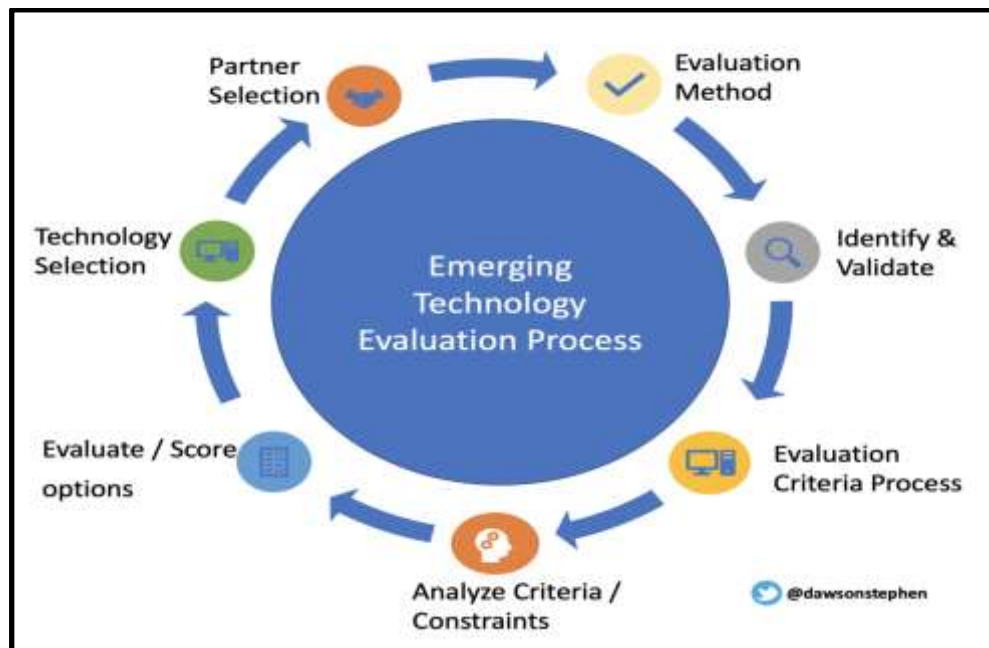 Partner
Selection
Evaluation
Method
Technology
Selection
Identify &
Validate
Emerging
Technology
Evaluation Process
Evaluate / Score
options
Evaluation
Criteria Process
Analyze Criteria /
Constraints
@dawsonstephen